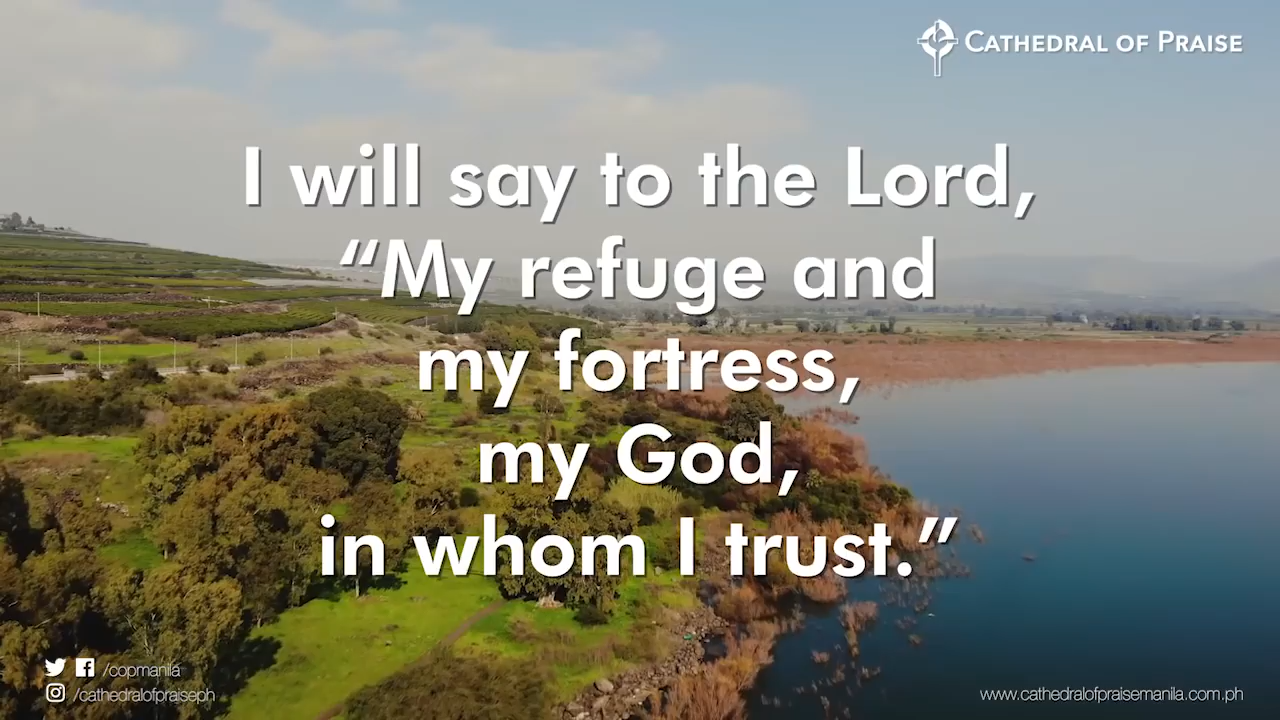 CATHEDRAL OF PRAISE
I will say to the Lord,
“My refuge and
my fortress,
my God,
in whom I trust.”
/copmanila
/cathedralofpraiseph
www.cathedralofpraisemanila.com.ph